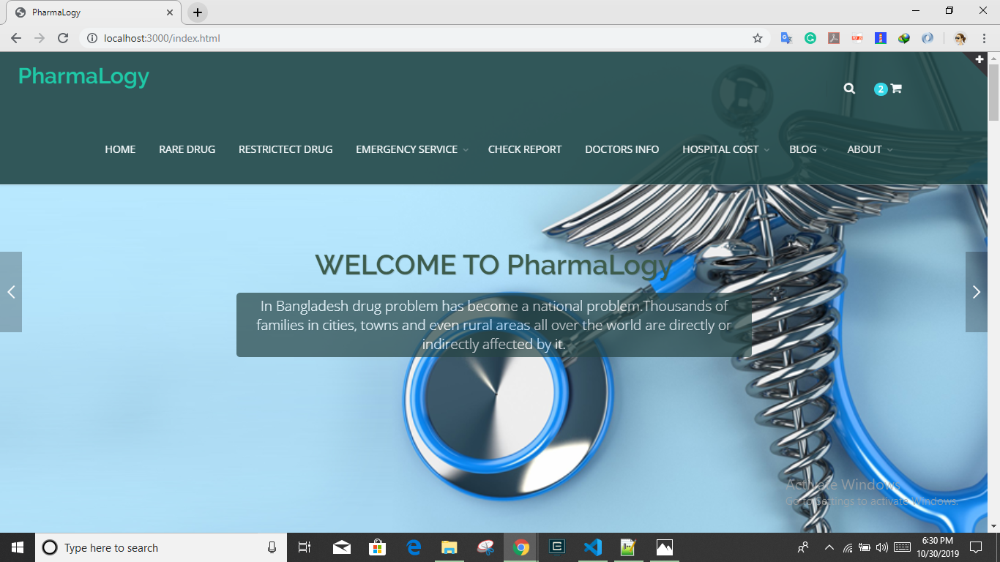 PharmaLogy
localhost:3000/index.html
PharmaLogy
2
HOME RARE DRUG RESTRICTECT DRUG EMERGENCY SERVICE CHECK REPORT DOCTORS INFO HOSPITAL COST BLOG ABOUT
WELCOME TO PharmaLogy
In Bangladesh drug problem has become a national problem.Thousands of
families in cities, towns and even rural areas all over the world are directly or
indirectly affected by it.
Activate Windows
Go to Settings to activate Windows.
Type here to search
6:30 PM
10/30/2019